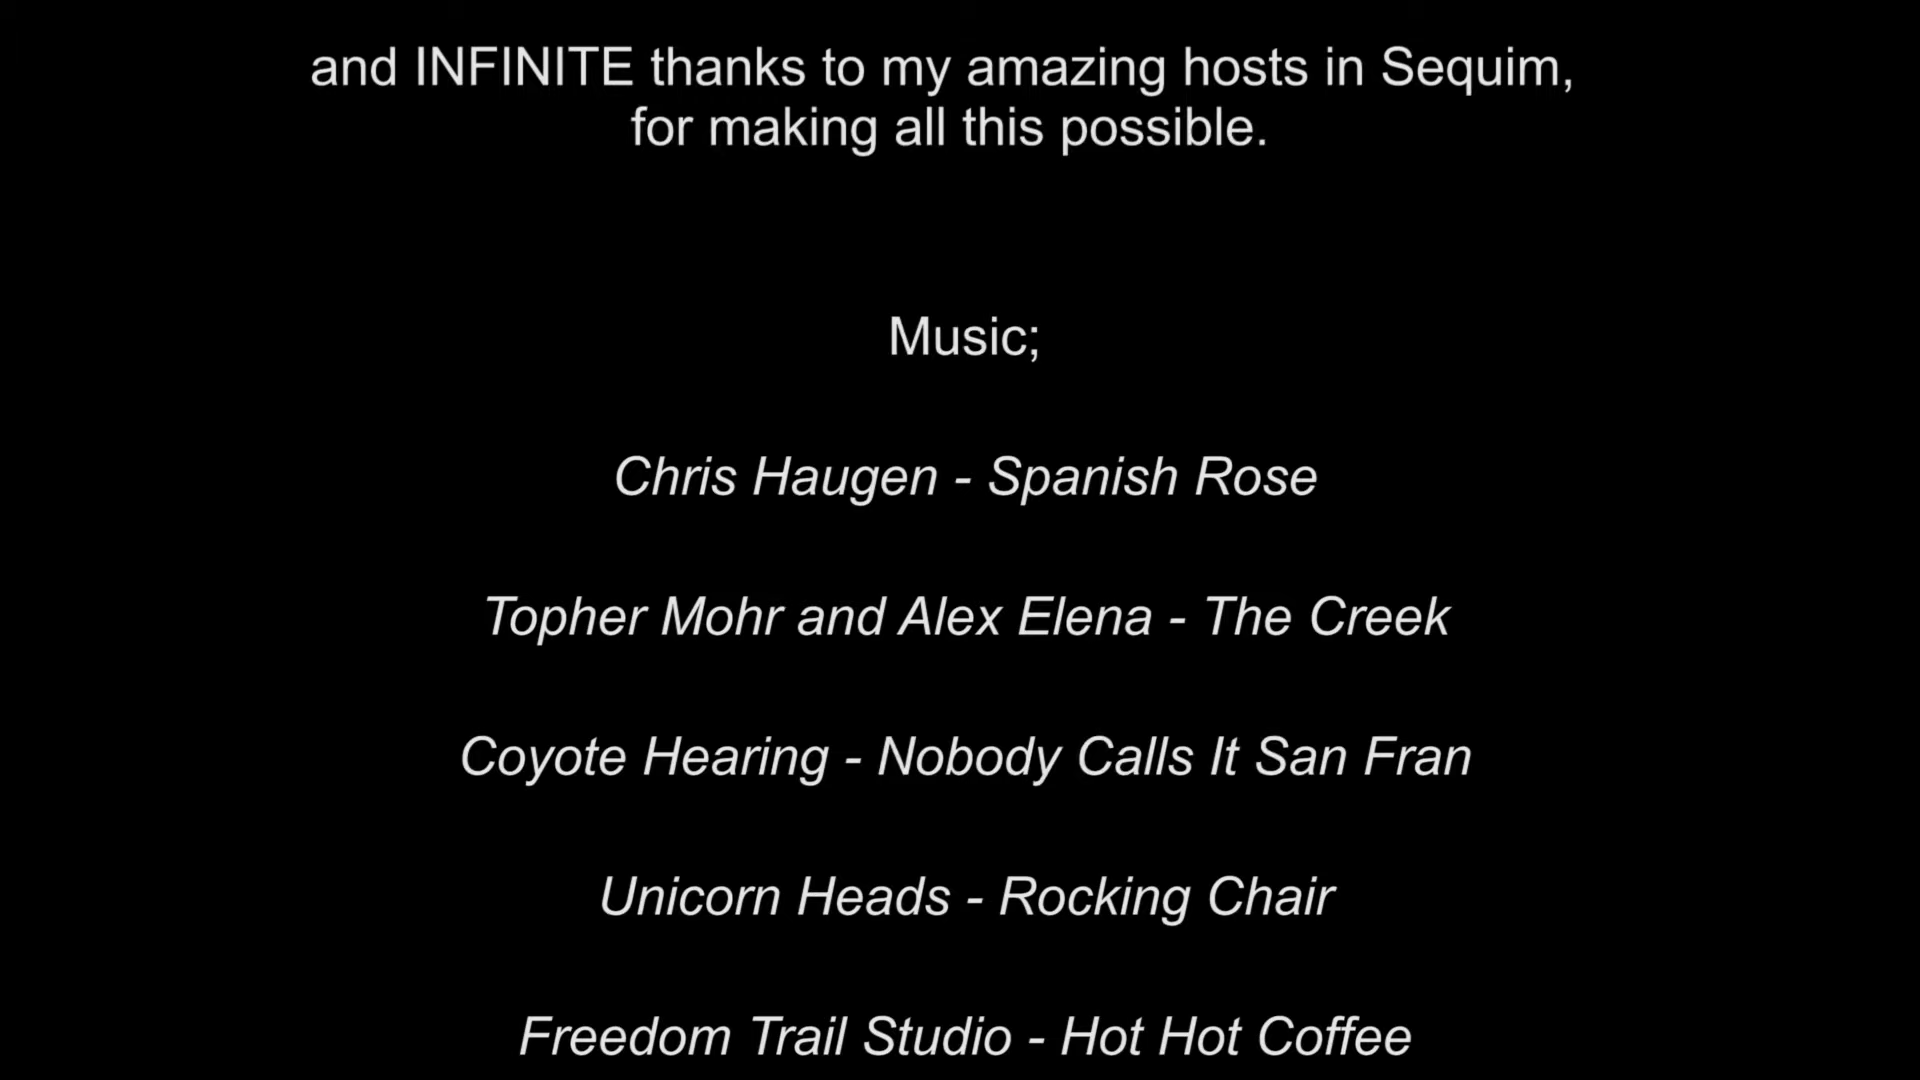 and INFINITE thanks to my amazing hosts in Sequim,
for making all this possible.
Music;
Chris Haugen - Spanish Rose
Topher Mohr and Alex Elena - The Creek
Coyote Hearing - Nobody Calls It San Fran
Unicorn Heads - Rocking Chair
Freedom Trail Studio - Hot Hot Coffee